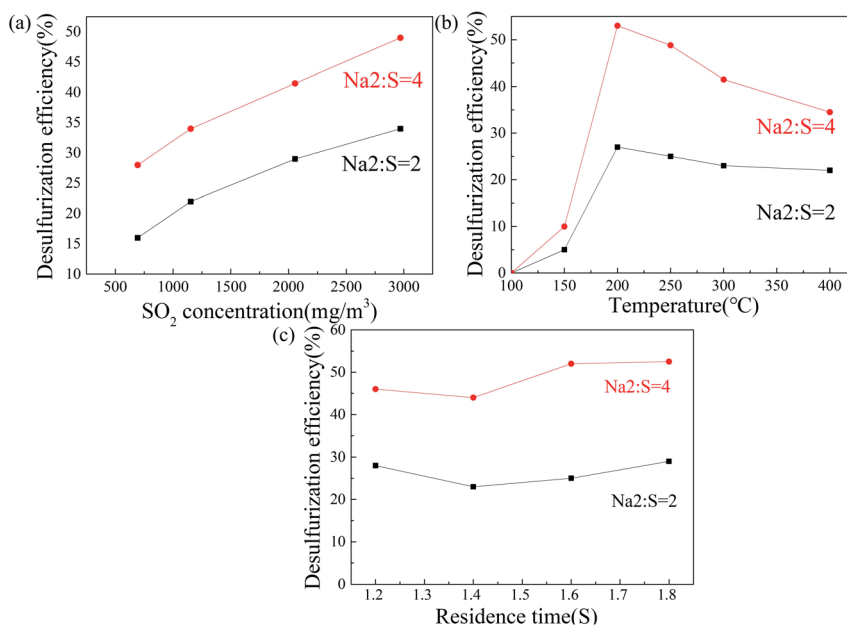 (a)
Desulfurization efficiency(%)
50
45
40
35
30
25
20
15
10
Na2:S=4
Na2:S=2
500 1000 1500 2000 2500 3000
SO₂ concentration(mg/m³)
(b)
Desulfurization efficiency(%)
50
40
30
20
10
0
Na2:S=4
Na2:S=2
100 150 200 250 300 350 400
Temperature(°C)
(c)
Desulfurization efficiency(%)
60
50
40
30
20
10
0
Na2:S=4
Na2:S=2
1.2 1.3 1.4 1.5 1.6 1.7 1.8
Residence time(S)